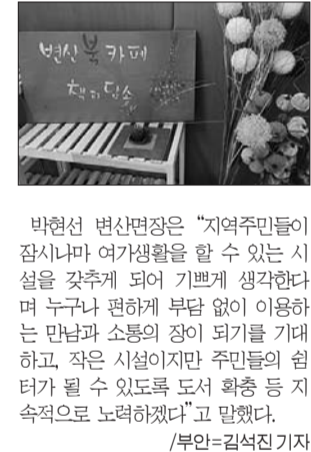 변산 북 카페
책의 담소
박현선 변산면장은 “지역주민들이
잠시나마 여가생활을 할 수 있는 시
설을 갖추게 되어 기쁘게 생각한다
며 누구나 편하게 부담 없이 이용하
는 만남과 소통의 장이 되기를 기대
하고, 작은 시설이지만 주민들의 쉼
터가 될 수 있도록 도서 확충 등 지
속적으로 노력하겠다”고 말했다.
/부안=김석진 기자